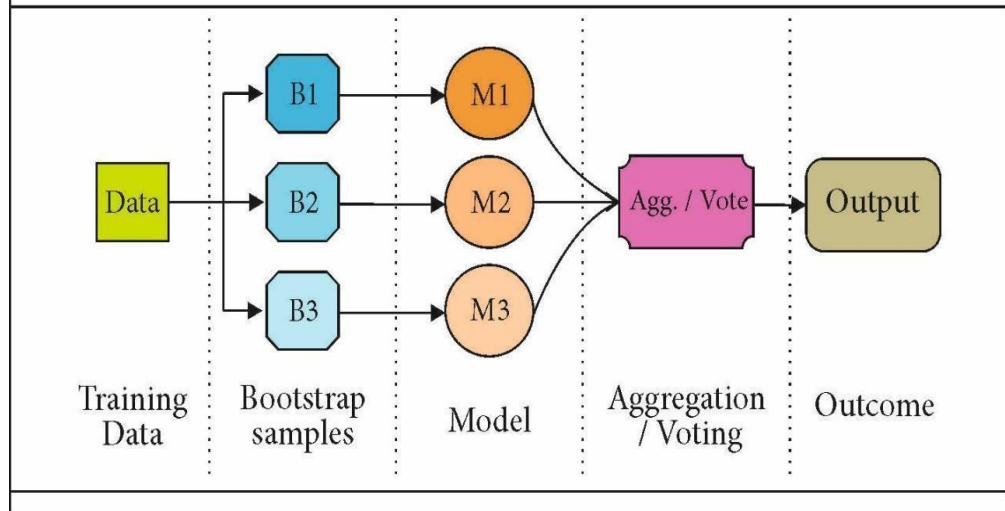 B1
M1
Data
B2
M2
Agg. / Vote
Output
B3
M3
Training
Data
Bootstrap
samples
Model
Aggregation
/ Voting
Outcome